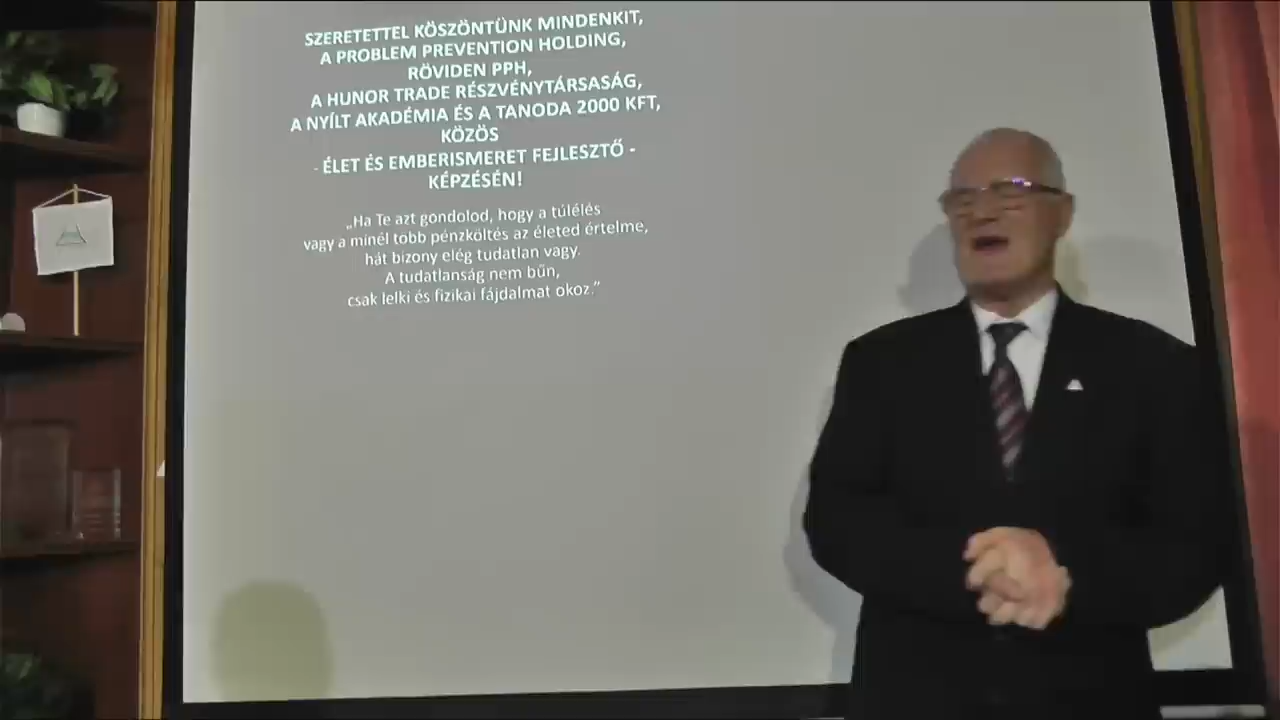 SZERETETTEL KÖSZÖNTÜNK MINDENKIT,
A PROBLEM PREVENTION HOLDING,
RÖVIDEN PPH,
A HUNOR TRADE RÉSZVÉNYTÁRSASÁG,
A NYÍLT AKADÉMIA ÉS A TANODA 2000 KFT,
KÖZÖS
- ÉLET ÉS EMBERISMERET FEJLESZTŐ -
KÉPZÉSÉN!
„Ha Te azt gondolod, hogy a túlélés
vagy a minél több pénzköltés az életed értelme,
hát bizony elég tudatlan vagy.
A tudatlanság nem bűn,
csak lelki és fizikai fájdalmat okoz.”